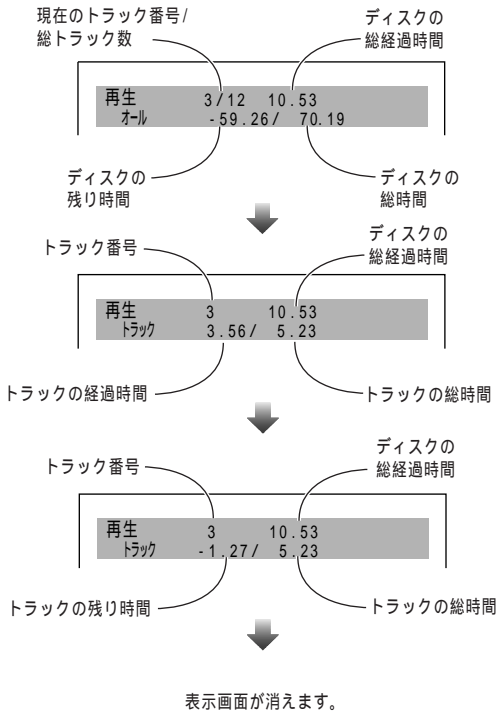 現在のトラック番号/
総トラック数
ディスクの
総経過時間
再生 3/12 10.53
オール -59.26/ 70.19
ディスクの
残り時間
ディスクの
総時間
トラック番号
ディスクの
総経過時間
再生 3 10.53
トラック 3.56/ 5.23
トラックの経過時間
トラックの総時間
トラック番号
ディスクの
総経過時間
再生 3 10.53
トラック -1.27/ 5.23
トラックの残り時間
トラックの総時間
表示画面が消えます。